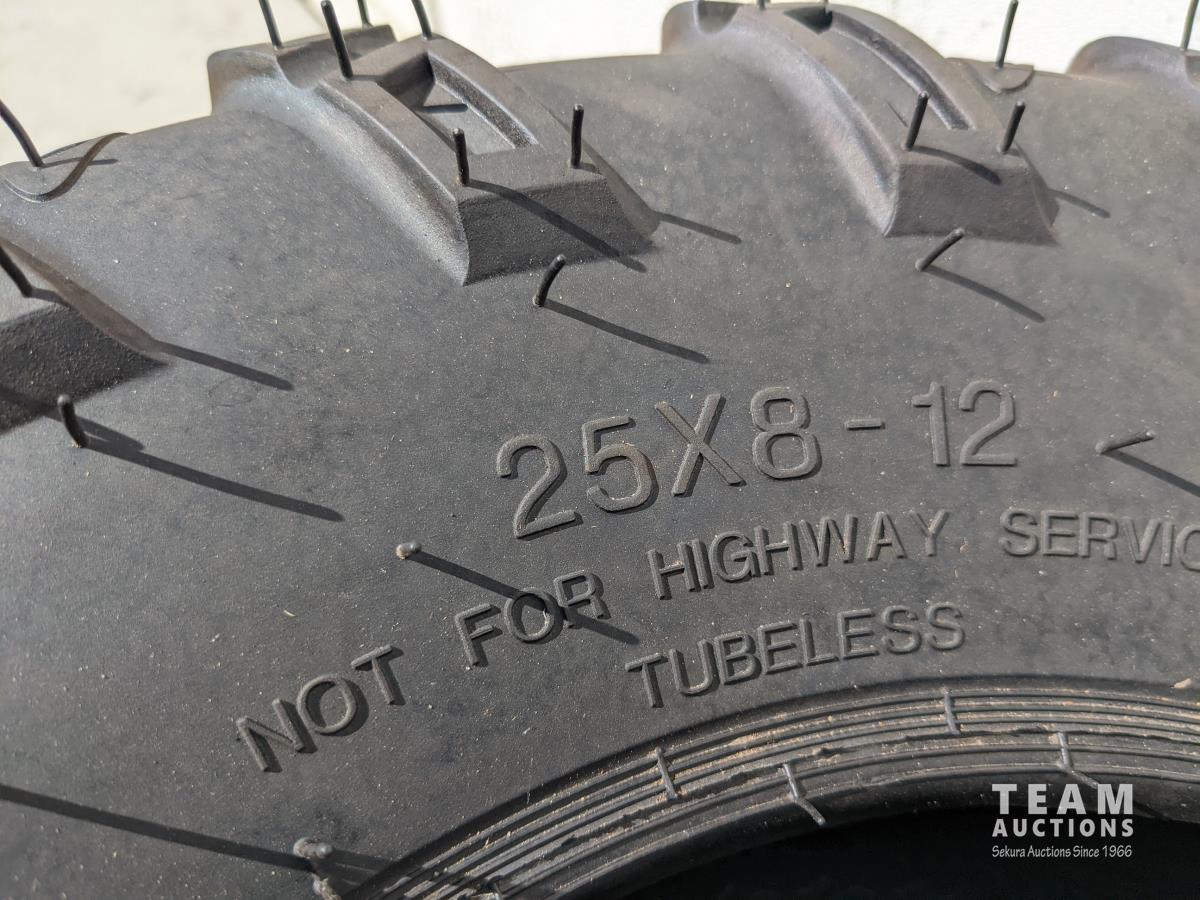 25X8-12
NOT FOR HIGHWAY SERVIC
TUBELESS
TEAM
AUCTIONS
Sekura Auctions Since 1966